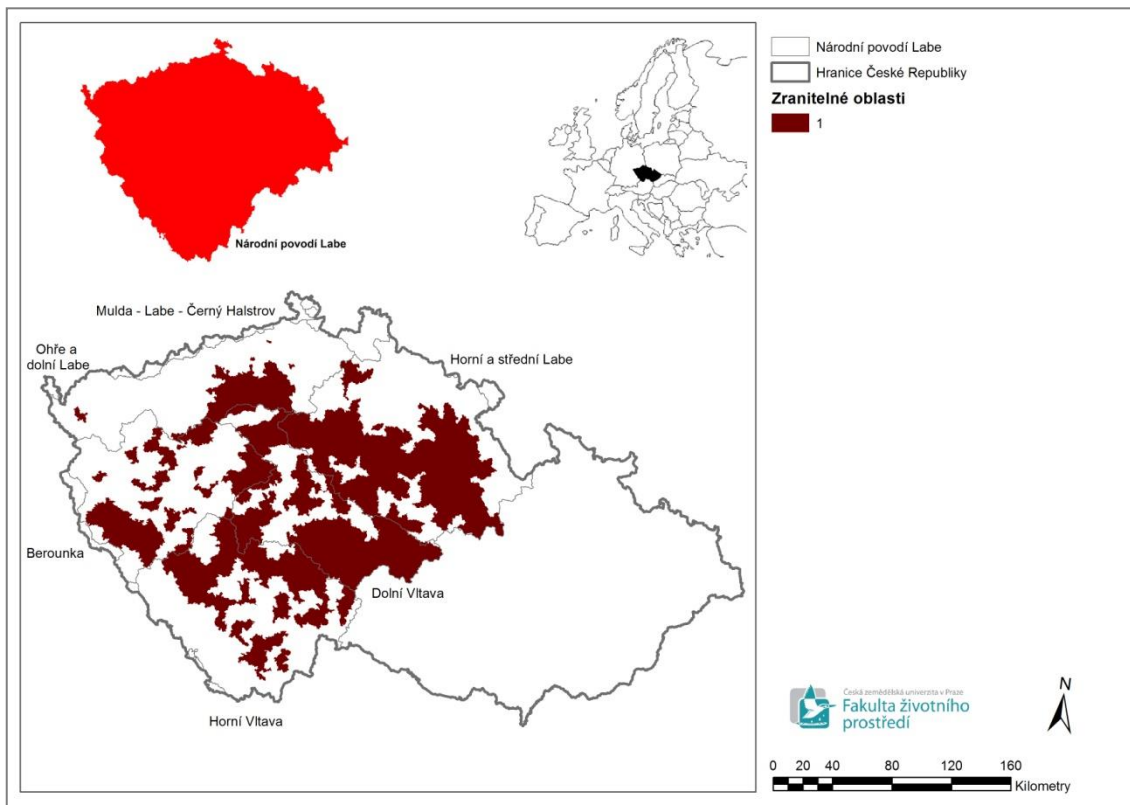 Národní povodí Labe
Mulda - Labe - Černý Halstrov
Ohře a
dolní Labe
Horní a střední Labe
Berounka
Dolní Vltava
Horní Vltava
Národní povodí Labe
Hranice České Republiky
Zranitelné oblasti
1
Česká zemědělská univerzita v Praze
Fakulta životního
prostředí
N
0 20 40 80 120 160
Kilometry